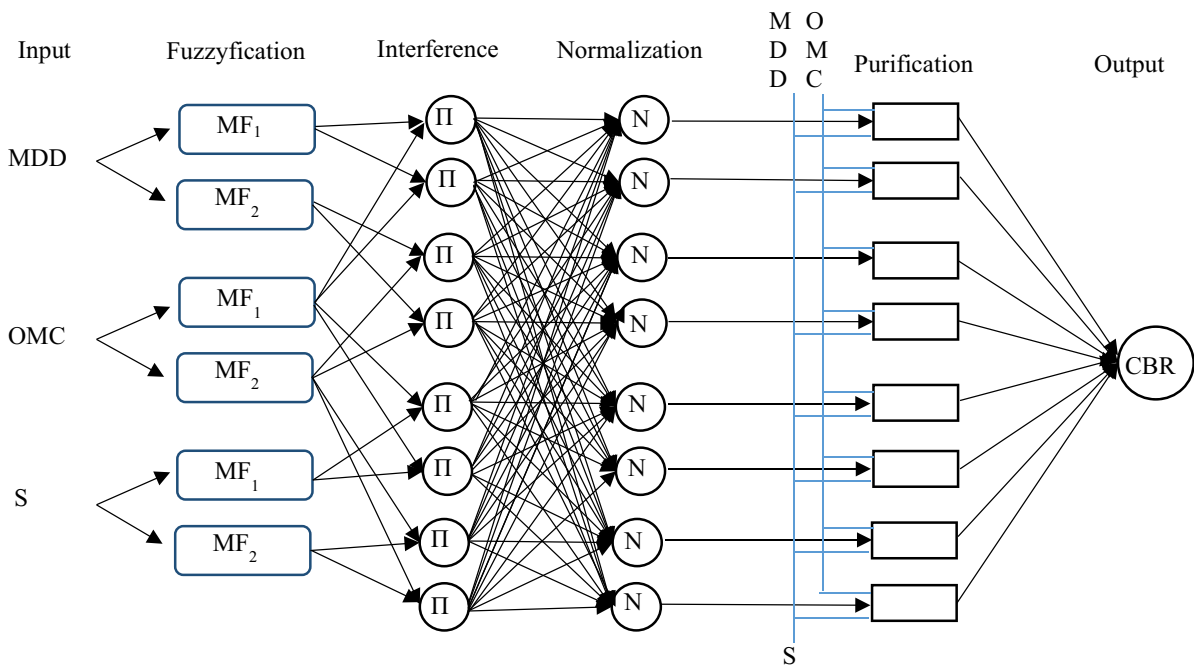 Input
Fuzzyfication
Interference
Normalization
M
D
D
O
M
C
Purification
Output
MDD
OMC
S
MF1
MF2
MF1
MF2
MF1
MF2
Π
Π
Π
Π
Π
Π
Π
Π
N
N
N
N
N
N
N
N
S
CBR